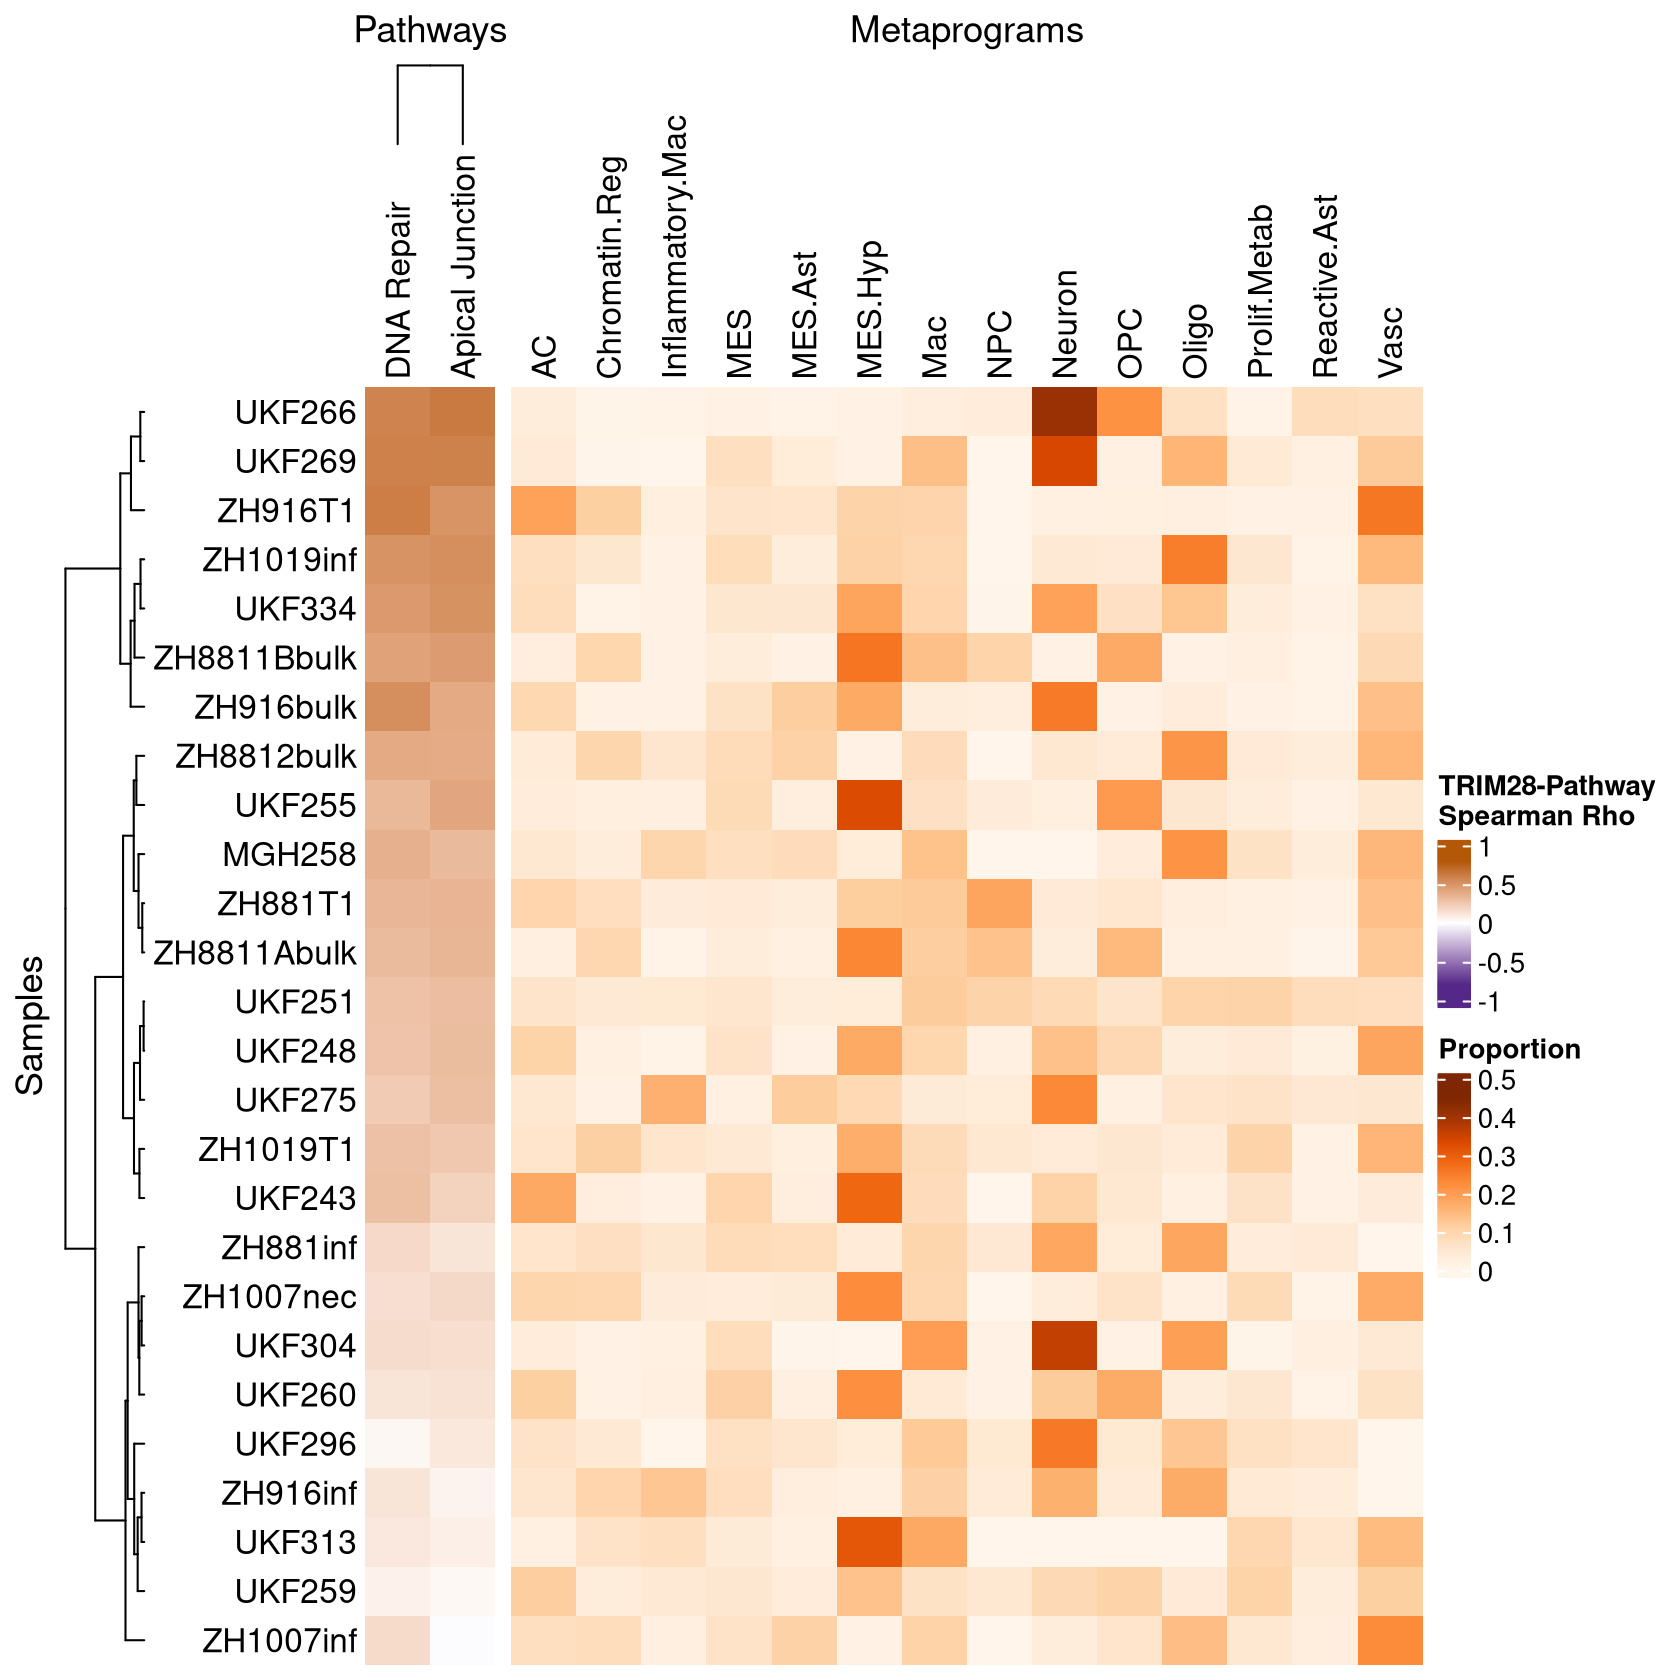 Pathways
Metaprograms
DNA Repair
Apical Junction
AC
Chromatin.Reg
Inflammatory.Mac
MES
MES.Ast
MES.Hyp
Mac
NPC
Neuron
OPC
Oligo
Prolif.Metab
Reactive.Ast
Vasc
Samples
UKF266
UKF269
ZH916T1
ZH1019inf
UKF334
ZH8811Bbulk
ZH916bulk
ZH8812bulk
UKF255
MGH258
ZH881T1
ZH8811Abulk
UKF251
UKF248
UKF275
ZH1019T1
UKF243
ZH881inf
ZH1007nec
UKF304
UKF260
UKF296
ZH916inf
UKF313
UKF259
ZH1007inf
TRIM28-Pathway
Spearman Rho
1
0.5
0
-0.5
-1
Proportion
0.5
0.4
0.3
0.2
0.1
0